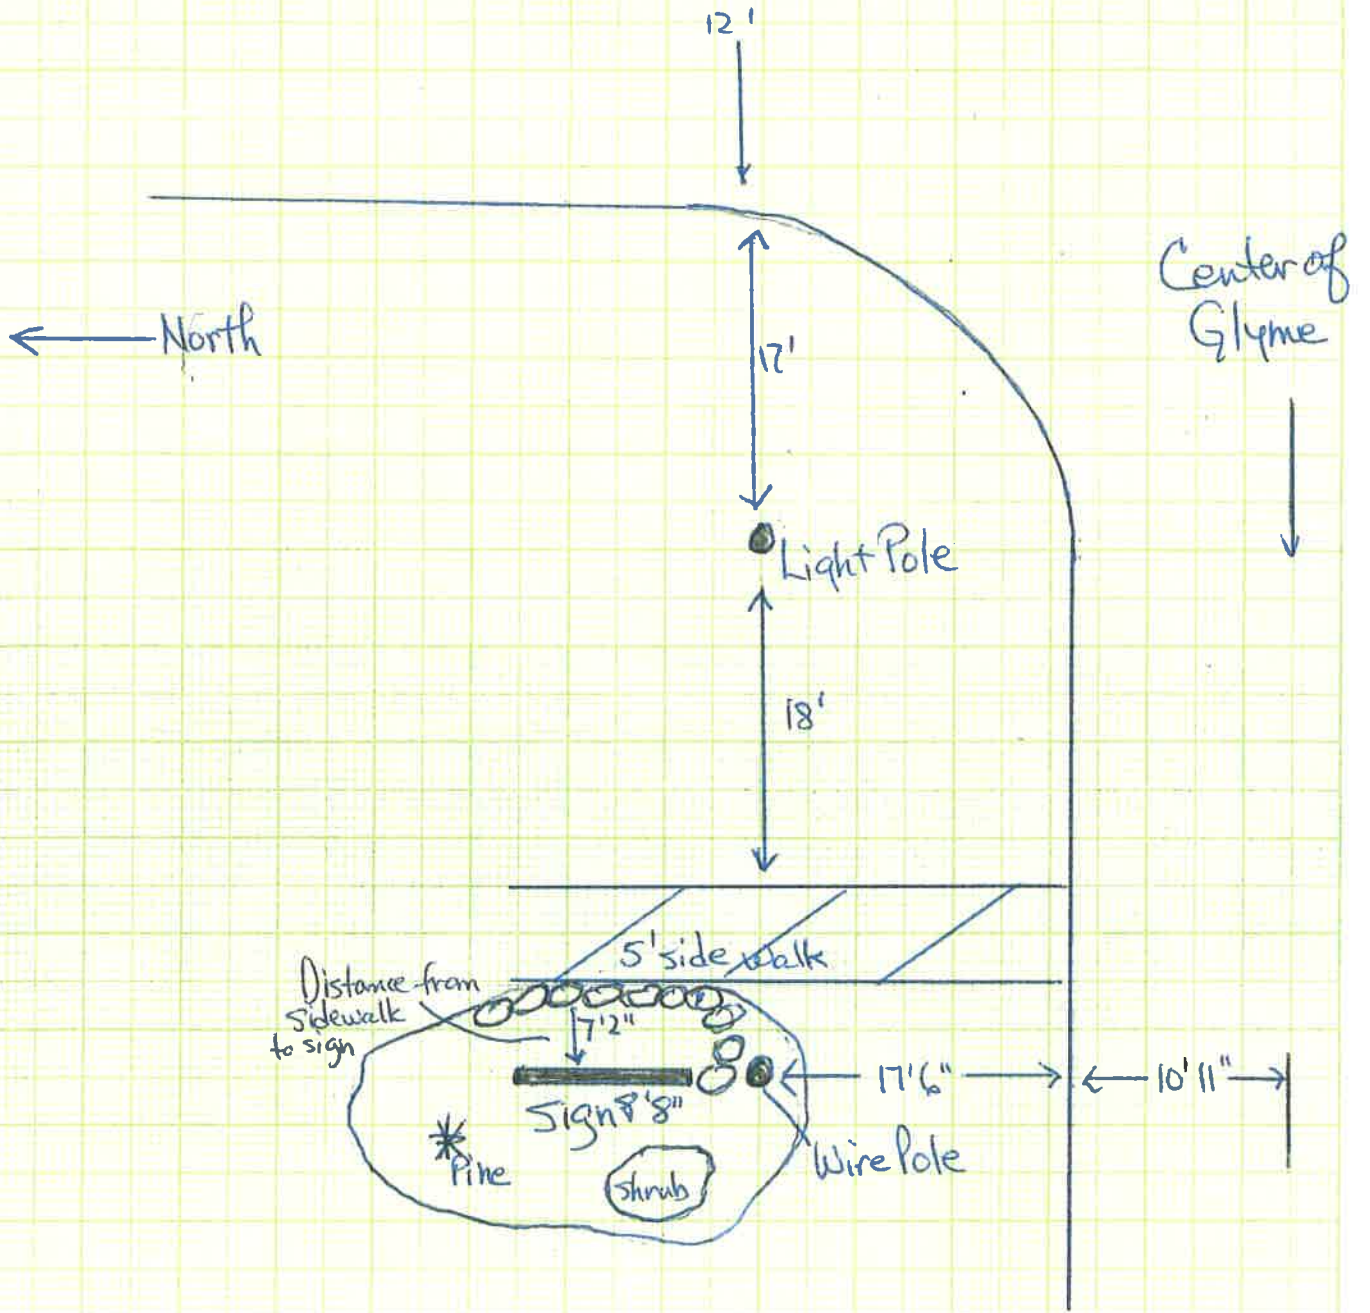 12'
North
Center of
Glyme
17'
Light Pole
18'
5' side walk
Distance from
sidewalk
to sign
7'2"
Sign 8'8"
17'6"
10'11"
Pine
Shrub
Wire Pole